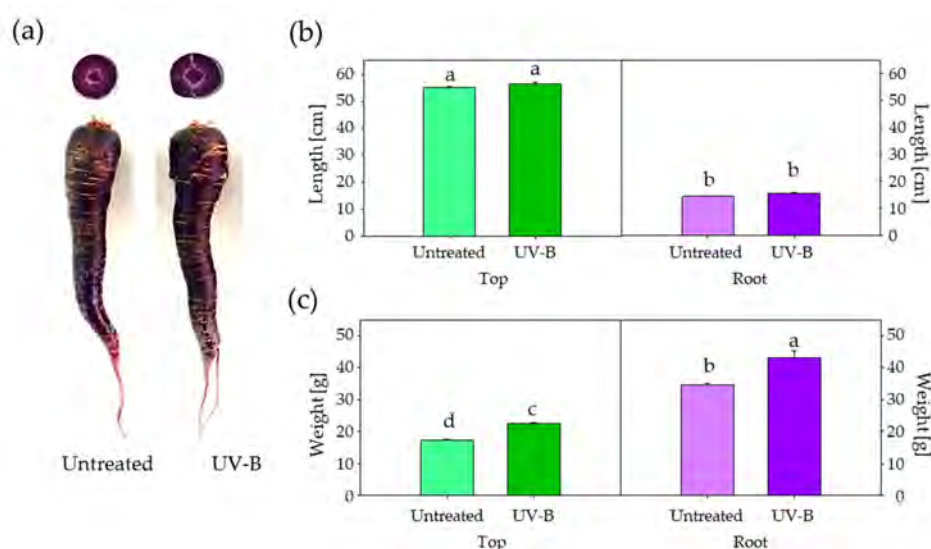 (a)
Untreated UV-B
(b)
Length [cm]
60
50
40
30
20
10
0
a a
b b
60
50
40
30
20
10
0
Length [cm]
Untreated UV-B Untreated UV-B
Top Root
(c)
Weight [g]
50
40
30
20
10
0
d c
b a
50
40
30
20
10
0
Weight [g]
Untreated UV-B Untreated UV-B
Top Root